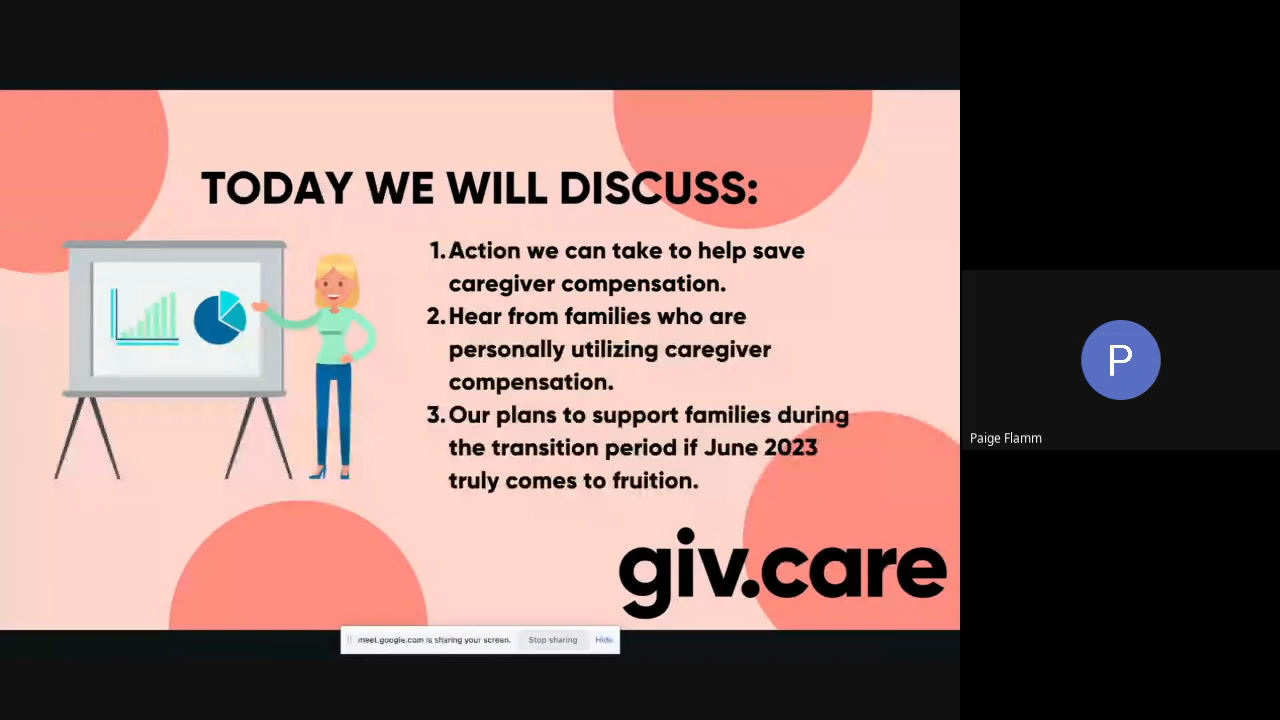 TODAY WE WILL DISCUSS:
1. Action we can take to help save
caregiver compensation.
2. Hear from families who are
personally utilizing caregiver
compensation.
3. Our plans to support families during
the transition period if June 2023
truly comes to fruition.
giv.care
meet.google.com is sharing your screen. Stop sharing Hide
P
Paige Flamm